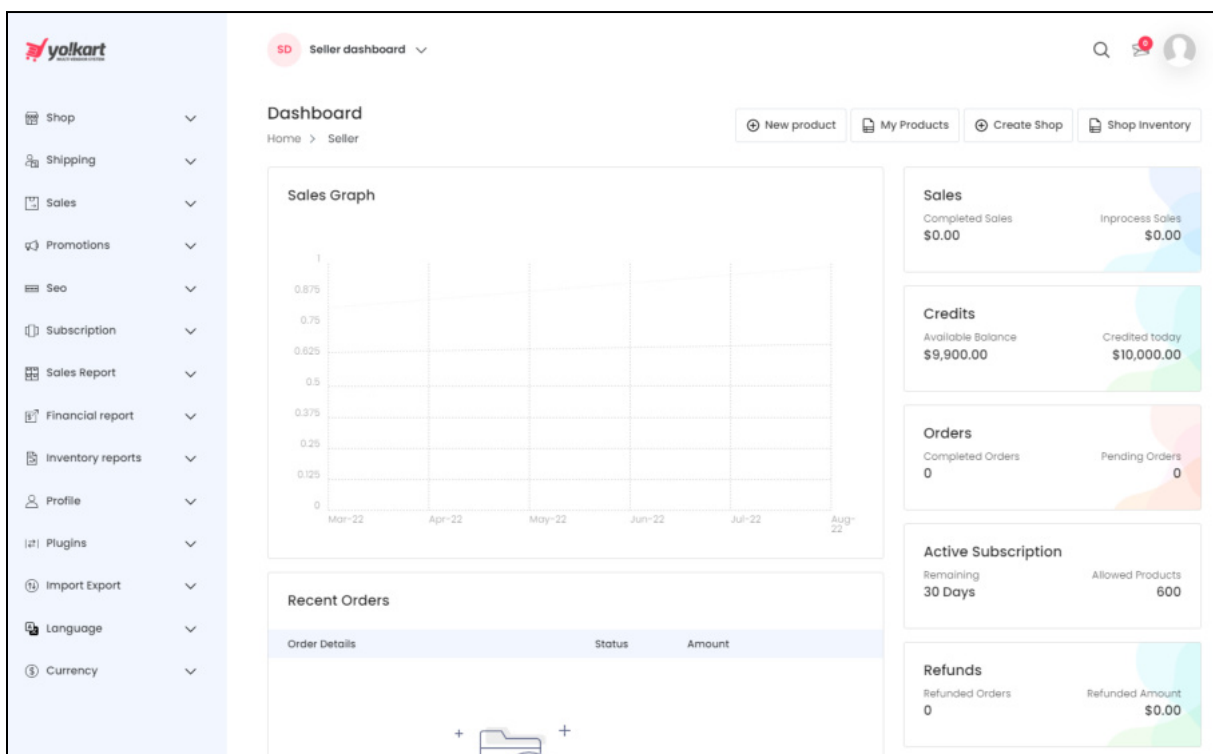 yo!kart
MULTI VENDOR SYSTEM
SD Seller dashboard
0
Shop
Shipping
Sales
Promotions
Seo
Subscription
Sales Report
Financial report
Inventory reports
Profile
Plugins
Import Export
Language
Currency
Dashboard
Home > Seller
New product
My Products
Create Shop
Shop Inventory
Sales Graph
1
0.875
0.75
0.625
0.5
0.375
0.25
0.125
0
Mar-22 Apr-22 May-22 Jun-22 Jul-22 Aug-
22
Recent Orders
Order Details Status Amount
Sales
Completed Sales Inprocess Sales
$0.00 $0.00
Credits
Available Balance Credited today
$9,900.00 $10,000.00
Orders
Completed Orders Pending Orders
0 0
Active Subscription
Remaining Allowed Products
30 Days 600
Refunds
Refunded Orders Refunded Amount
0 $0.00